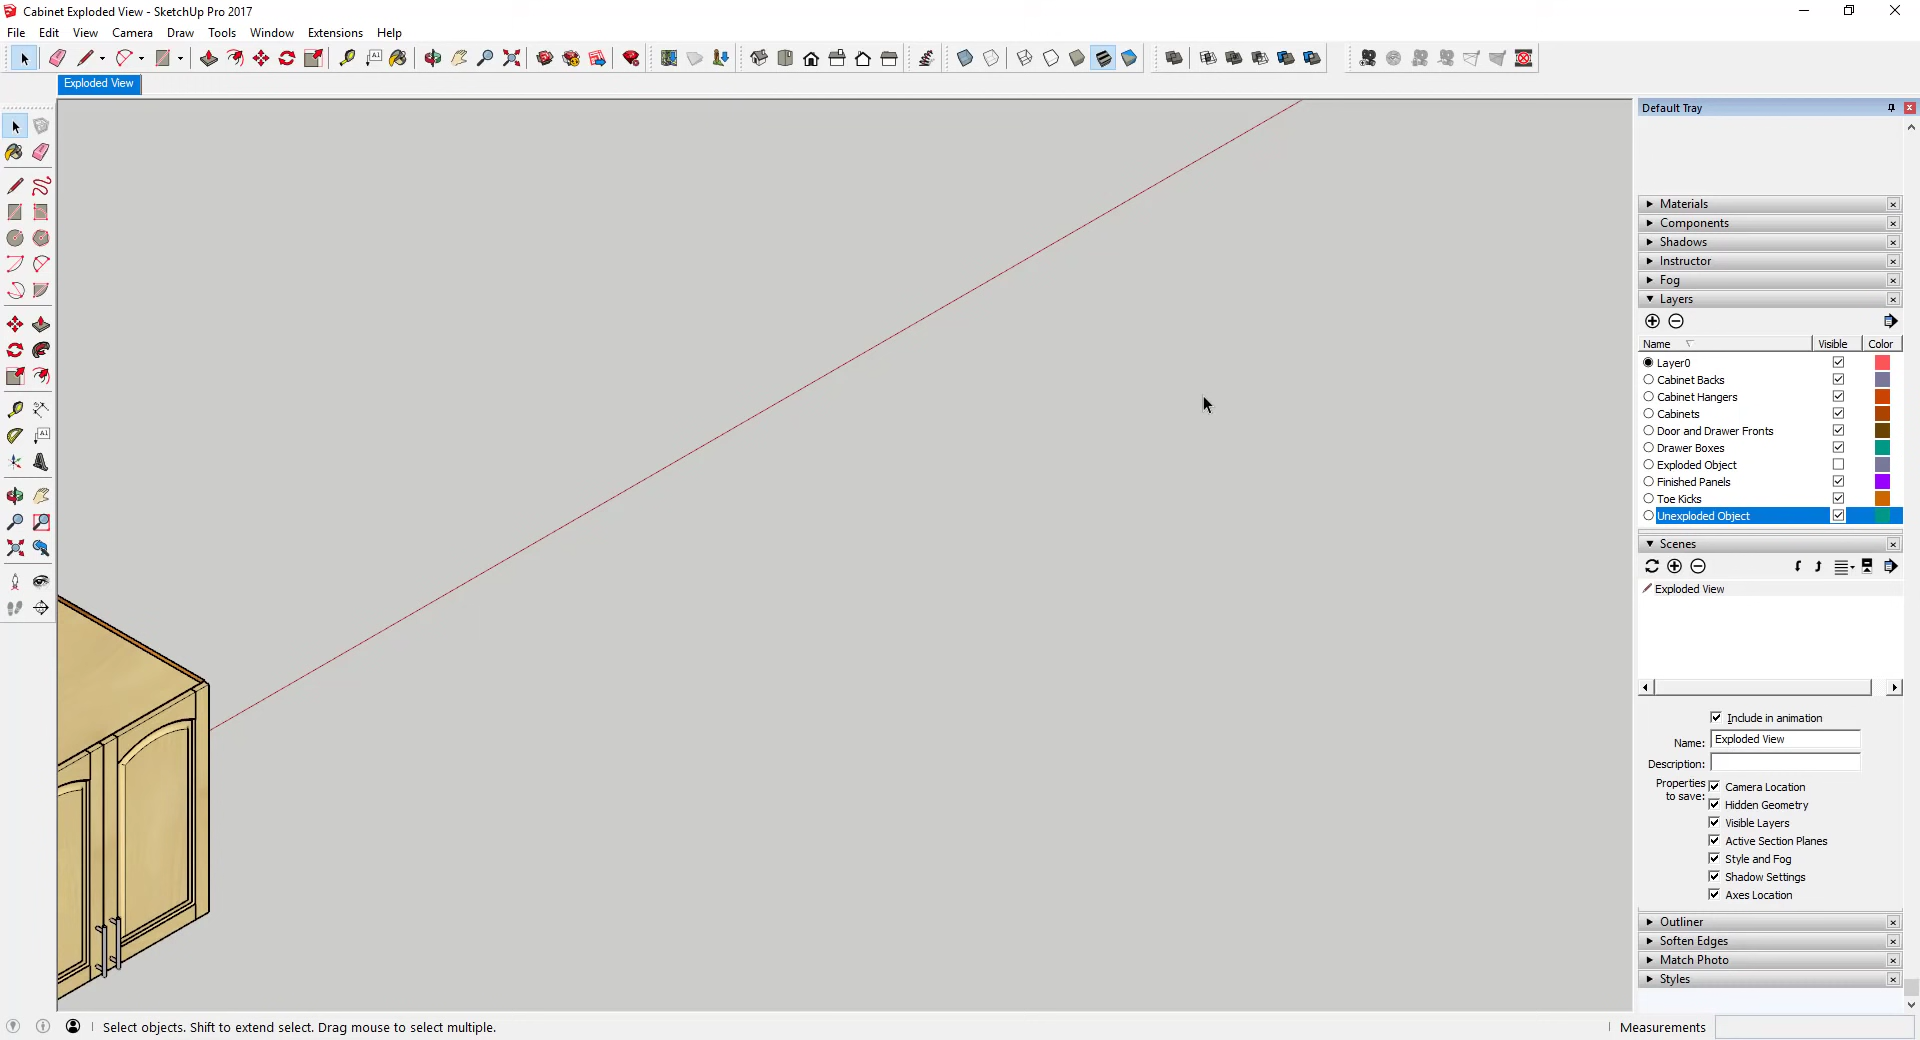 Cabinet Exploded View - SketchUp Pro 2017
File Edit View Camera Draw Tools Window Extensions Help
Exploded View
Default Tray
Materials
Components
Shadows
Instructor
Fog
Layers
Name Visible Color
Layer0
Cabinet Backs
Cabinet Hangers
Cabinets
Door and Drawer Fronts
Drawer Boxes
Exploded Object
Finished Panels
Toe Kicks
Unexploded Object
Scenes
Exploded View
Include in animation
Name: Exploded View
Description:
Properties to save:
Camera Location
Hidden Geometry
Visible Layers
Active Section Planes
Style and Fog
Shadow Settings
Axes Location
Outliner
Soften Edges
Match Photo
Styles
Select objects. Shift to extend select. Drag mouse to select multiple.
Measurements